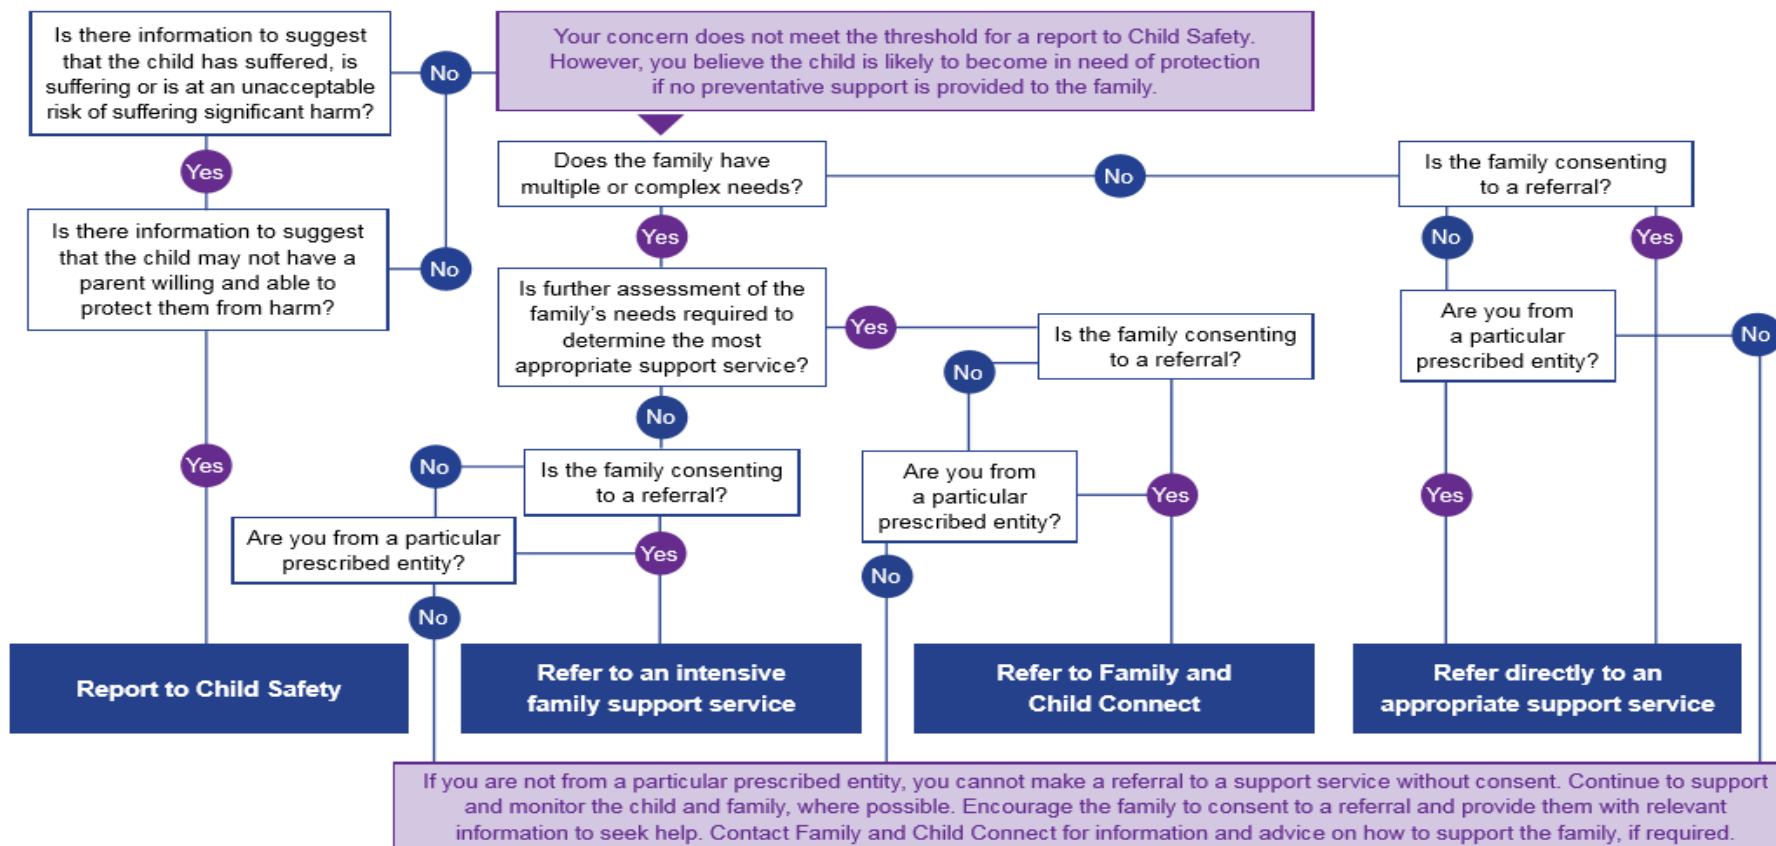 Is there information to suggest
that the child has suffered, is
suffering or is at an unacceptable
risk of suffering significant harm?
No
Your concern does not meet the threshold for a report to Child Safety.
However, you believe the child is likely to become in need of protection
if no preventative support is provided to the family.
Yes
Is there information to suggest
that the child may not have a
parent willing and able to
protect them from harm?
No
Yes
Does the family have
multiple or complex needs?
No
Yes
Is further assessment of the
family's needs required to
determine the most
appropriate support service?
Yes
No
Is the family consenting
to a referral?
No
Yes
Are you from a particular
prescribed entity?
No
Is the family consenting
to a referral?
No
Yes
Are you from
a particular
prescribed entity?
No
Is the family consenting
to a referral?
No
Yes
Are you from
a particular
prescribed entity?
No
Yes
Report to Child Safety
Refer to an intensive
family support service
Refer to Family and
Child Connect
Refer directly to an
appropriate support service
If you are not from a particular prescribed entity, you cannot make a referral to a support service without consent. Continue to support
and monitor the child and family, where possible. Encourage the family to consent to a referral and provide them with relevant
information to seek help. Contact Family and Child Connect for information and advice on how to support the family, if required.